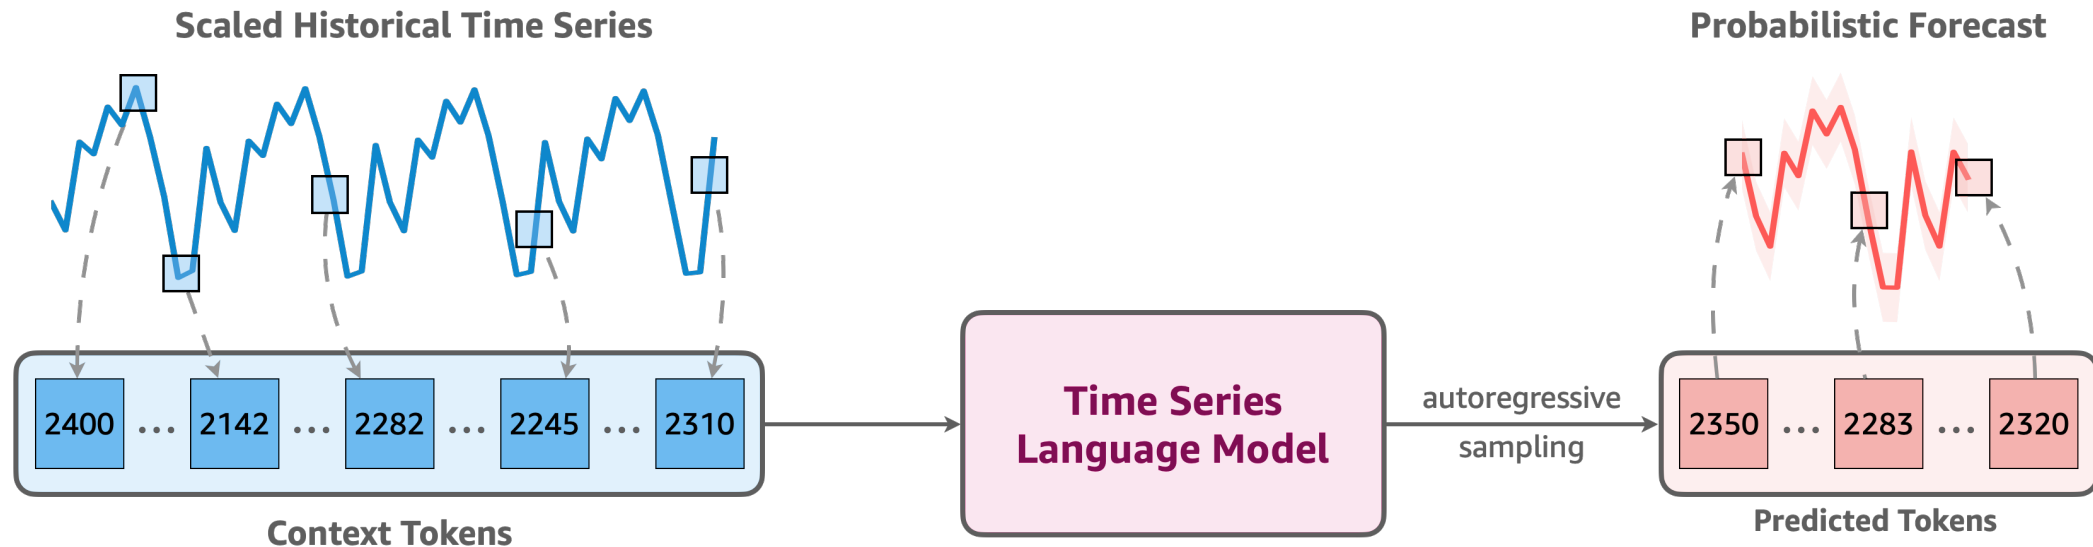 Scaled Historical Time Series
Probabilistic Forecast
2400 ... 2142 ... 2282 ... 2245 ... 2310
Context Tokens
Time Series
Language Model
autoregressive
sampling
2350 ... 2283 ... 2320
Predicted Tokens